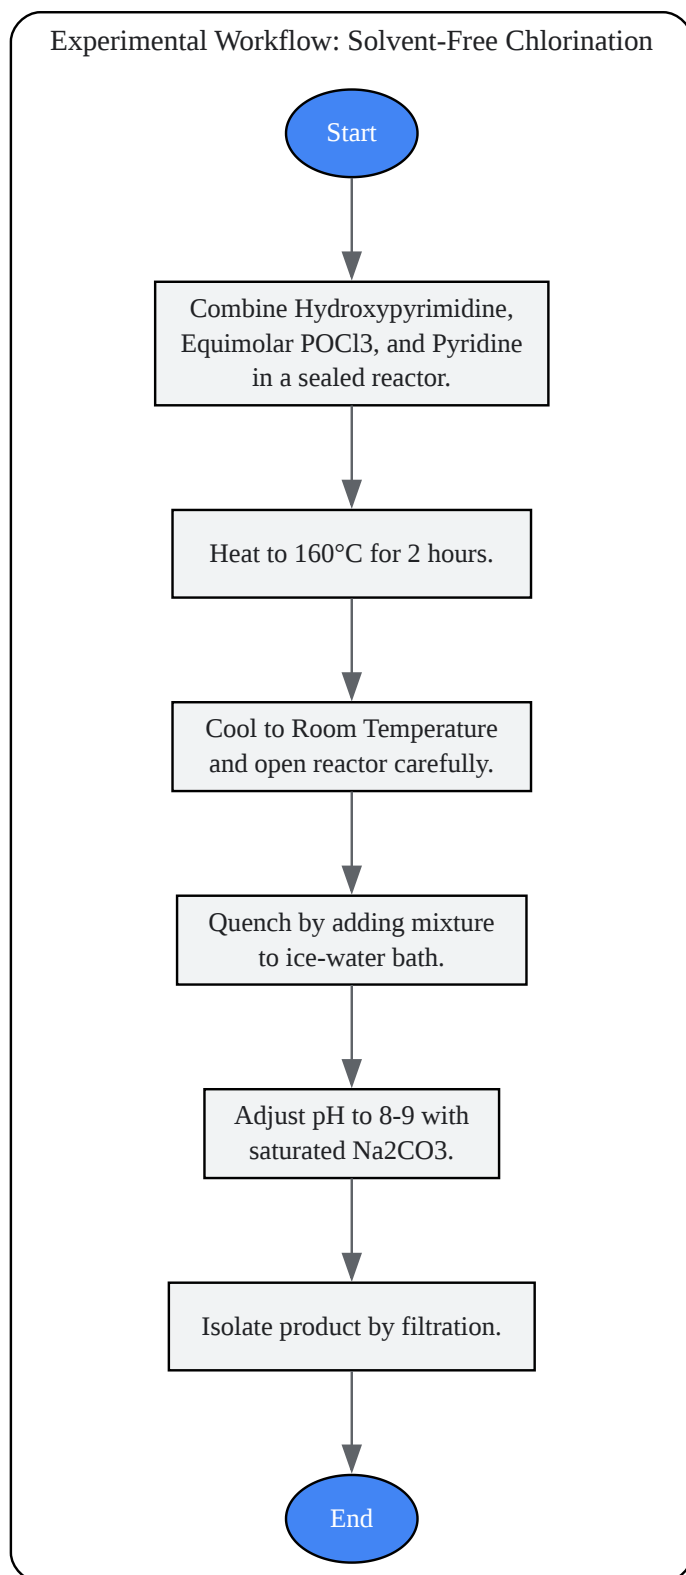 Experimental Workflow: Solvent-Free Chlorination
Start
Combine Hydroxypyrimidine,
Equimolar POCl3, and Pyridine
in a sealed reactor.
Heat to 160°C for 2 hours.
Cool to Room Temperature
and open reactor carefully.
Quench by adding mixture
to ice-water bath.
Adjust pH to 8-9 with
saturated Na2CO3.
Isolate product by filtration.
End